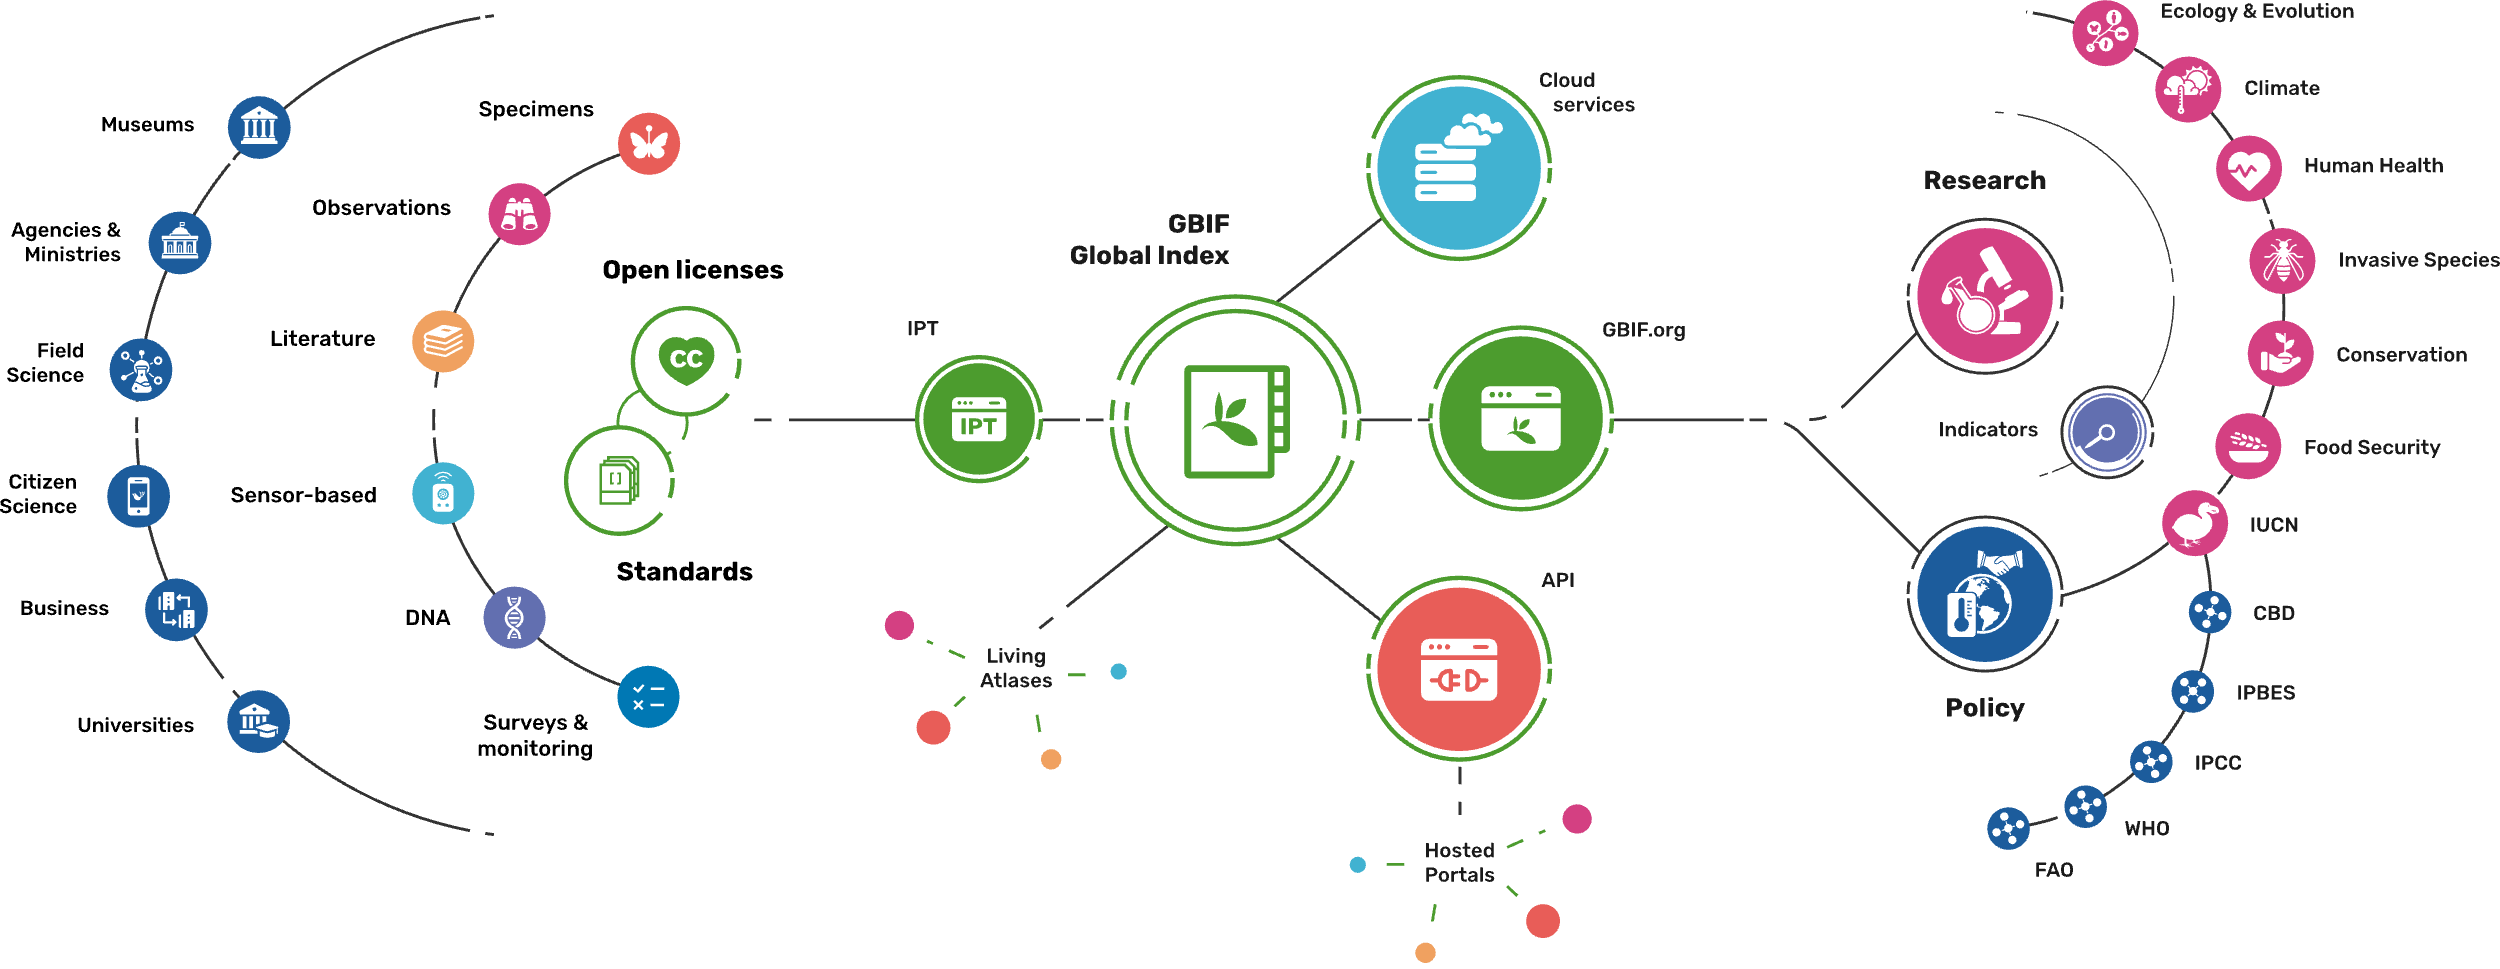 Museums
Agencies &
Ministries
Field
Science
Citizen
Science
Business
Universities
Specimens
Observations
Literature
Sensor-based
DNA
Surveys &
monitoring
Open licenses
CC
[ ]
Standards
IPT
IPT
GBIF
Global Index
Cloud
services
GBIF.org
API
Living
Atlases
Hosted
Portals
Research
Indicators
Policy
Ecology & Evolution
Climate
Human Health
Invasive Species
Conservation
Food Security
IUCN
CBD
IPBES
IPCC
WHO
FAO